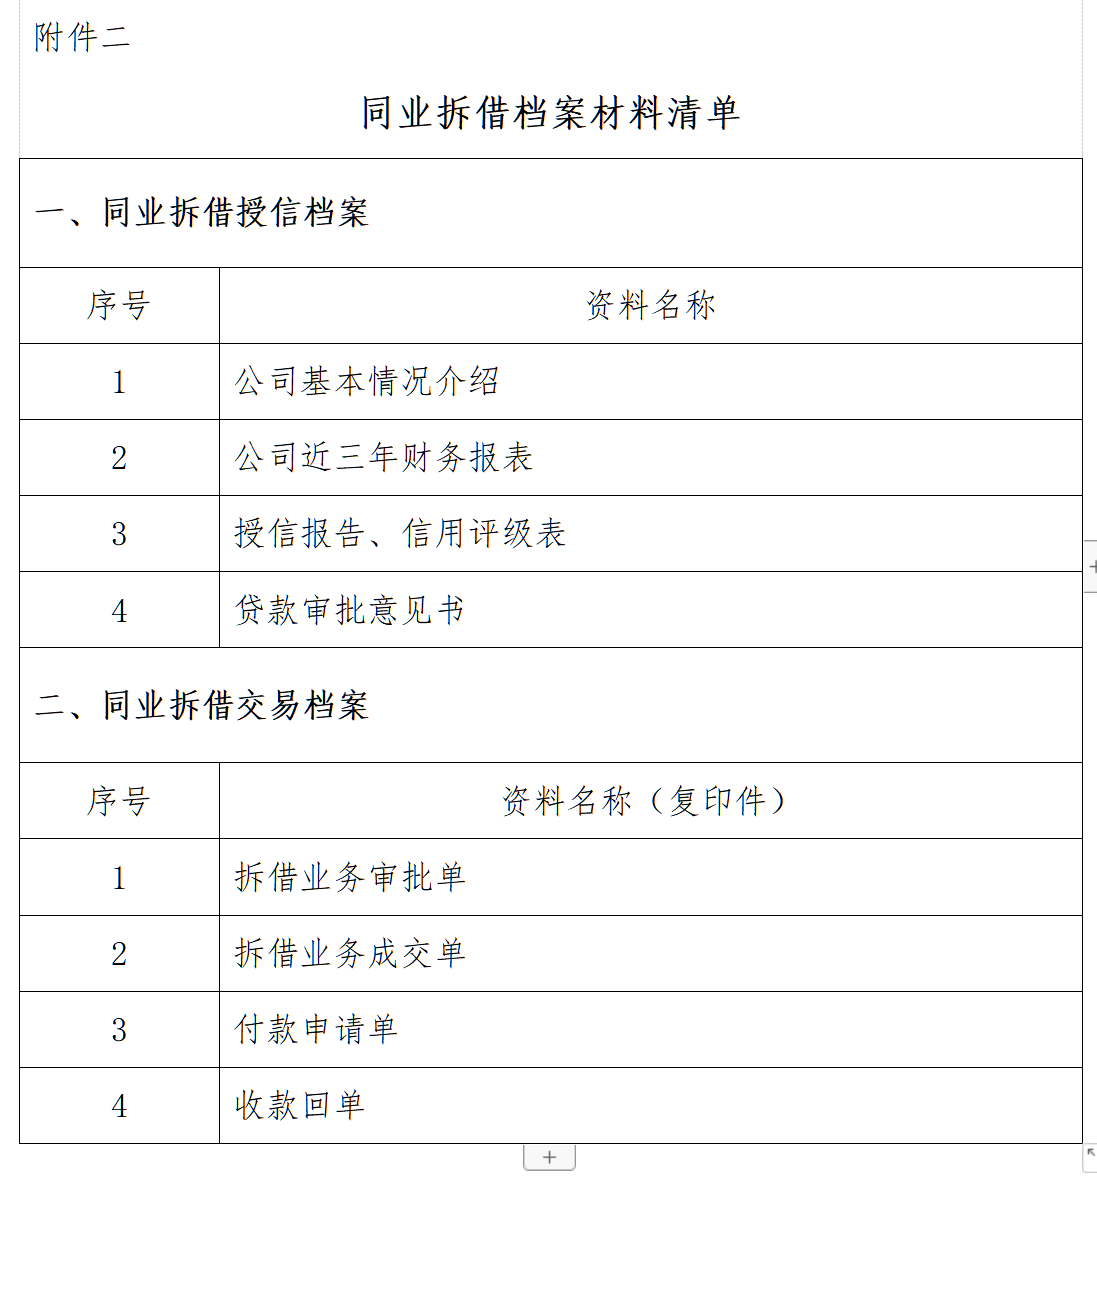 附件二
同业拆借档案材料清单
一、同业拆借授信档案
序号 资料名称
1 公司基本情况介绍
2 公司近三年财务报表
3 授信报告、信用评级表
4 贷款审批意见书
二、同业拆借交易档案
序号 资料名称（复印件）
1 拆借业务审批单
2 拆借业务成交单
3 付款申请单
4 收款回单